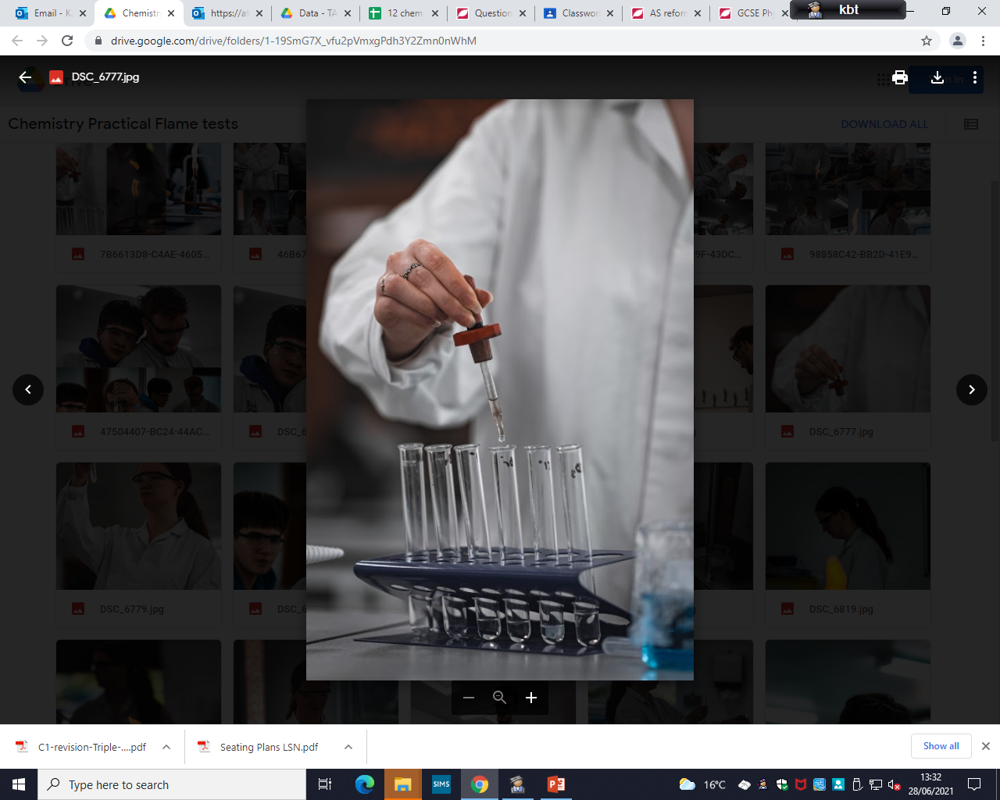 Email - K
Chemistr
https://at
Data - TA
12 chem
Question
Classwor
AS refor
GCSE Ph
kbt
drive.google.com/drive/folders/1-19SmG7X_vfu2pVmxgPdh3Y2Zmn0nWhM
DSC_6777.jpg
Chemistry Practical Flame tests
DOWNLOAD ALL
7B6613D8-C4AE-4605...
46B67
9F-43DC...
98858C42-BB2D-41E9...
47504407-BC24-44AC...
DSC_6
DSC_6777.jpg
DSC_6779.jpg
DSC_6
DSC_6819.jpg
C1-revision-Triple-....pdf
Seating Plans LSN.pdf
Show all
Type here to search
SIMS
16°C
13:32
28/06/2021